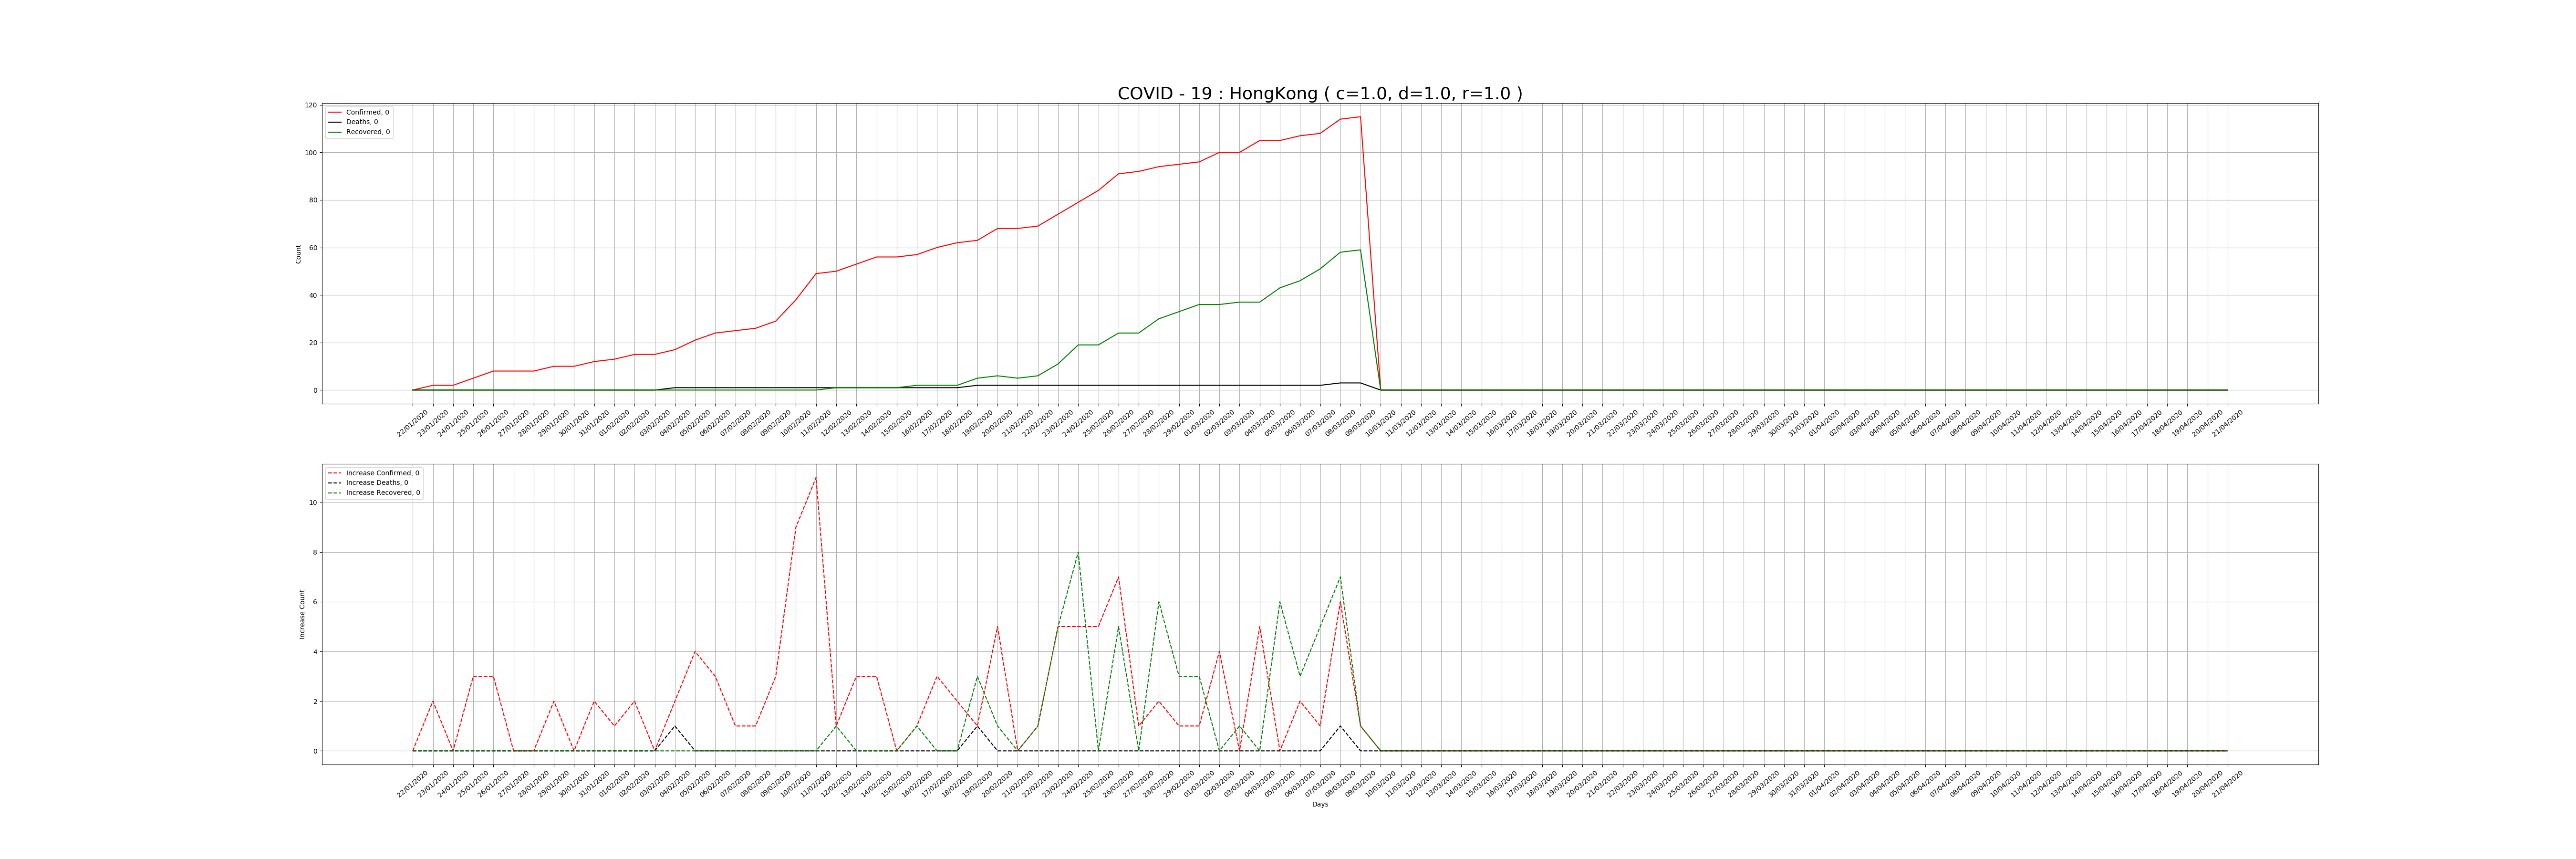 COVID - 19 : HongKong ( c=1.0, d=1.0, r=1.0 )
Confirmed, 0
Deaths, 0
Recovered, 0
120
100
80
60
40
20
0
Count
22/01/2020 23/01/2020 24/01/2020 25/01/2020 26/01/2020 27/01/2020 28/01/2020 29/01/2020 30/01/2020 31/01/2020 01/02/2020 02/02/2020 03/02/2020 04/02/2020 05/02/2020 06/02/2020 07/02/2020 08/02/2020 09/02/2020 10/02/2020 11/02/2020 12/02/2020 13/02/2020 14/02/2020 15/02/2020 16/02/2020 17/02/2020 18/02/2020 19/02/2020 20/02/2020 21/02/2020 22/02/2020 23/02/2020 24/02/2020 25/02/2020 26/02/2020 27/02/2020 28/02/2020 29/02/2020 01/03/2020 02/03/2020 03/03/2020 04/03/2020 05/03/2020 06/03/2020 07/03/2020 08/03/2020 09/03/2020 10/03/2020 11/03/2020 12/03/2020 13/03/2020 14/03/2020 15/03/2020 16/03/2020 17/03/2020 18/03/2020 19/03/2020 20/03/2020 21/03/2020 22/03/2020 23/03/2020 24/03/2020 25/03/2020 26/03/2020 27/03/2020 28/03/2020 29/03/2020 30/03/2020 31/03/2020 01/04/2020 02/04/2020 03/04/2020 04/04/2020 05/04/2020 06/04/2020 07/04/2020 08/04/2020 09/04/2020 10/04/2020 11/04/2020 12/04/2020 13/04/2020 14/04/2020 15/04/2020 16/04/2020 17/04/2020 18/04/2020 19/04/2020 20/04/2020 21/04/2020
Increase Confirmed, 0
Increase Deaths, 0
Increase Recovered, 0
10
8
6
4
2
0
Increase Count
22/01/2020 23/01/2020 24/01/2020 25/01/2020 26/01/2020 27/01/2020 28/01/2020 29/01/2020 30/01/2020 31/01/2020 01/02/2020 02/02/2020 03/02/2020 04/02/2020 05/02/2020 06/02/2020 07/02/2020 08/02/2020 09/02/2020 10/02/2020 11/02/2020 12/02/2020 13/02/2020 14/02/2020 15/02/2020 16/02/2020 17/02/2020 18/02/2020 19/02/2020 20/02/2020 21/02/2020 22/02/2020 23/02/2020 24/02/2020 25/02/2020 26/02/2020 27/02/2020 28/02/2020 29/02/2020 01/03/2020 02/03/2020 03/03/2020 04/03/2020 05/03/2020 06/03/2020 07/03/2020 08/03/2020 09/03/2020 10/03/2020 11/03/2020 12/03/2020 13/03/2020 14/03/2020 15/03/2020 16/03/2020 17/03/2020 18/03/2020 19/03/2020 20/03/2020 21/03/2020 22/03/2020 23/03/2020 24/03/2020 25/03/2020 26/03/2020 27/03/2020 28/03/2020 29/03/2020 30/03/2020 31/03/2020 01/04/2020 02/04/2020 03/04/2020 04/04/2020 05/04/2020 06/04/2020 07/04/2020 08/04/2020 09/04/2020 10/04/2020 11/04/2020 12/04/2020 13/04/2020 14/04/2020 15/04/2020 16/04/2020 17/04/2020 18/04/2020 19/04/2020 20/04/2020 21/04/2020
Days